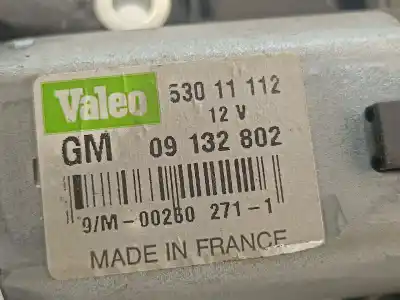 Valeo 530 11 112
12 V
GM 09 132 802
9/M-00260 271-1
MADE IN FRANCE